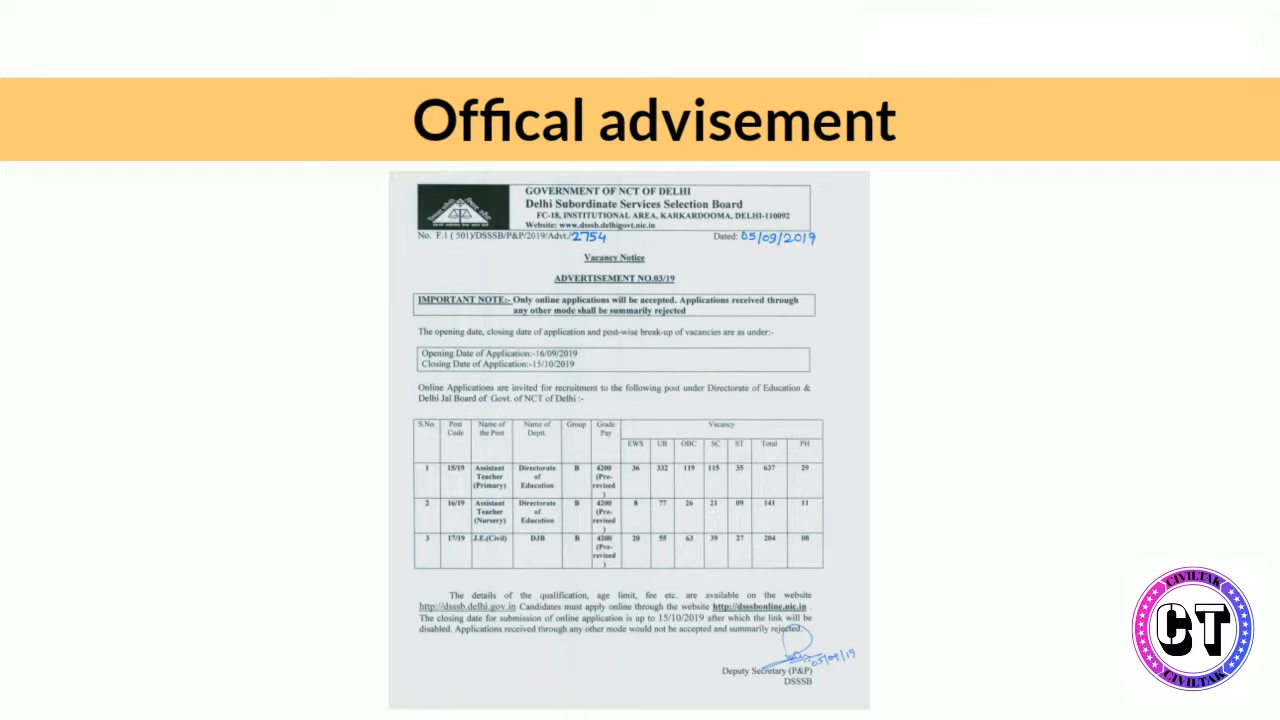 Offical advisement
GOVERNMENT OF NCT OF DELHI
Delhi Subordinate Services Selection Board
FC-18, INSTITUTIONAL AREA, KARKARDOOMA, DELHI-110092
Website: www.dsssb.delhigovt.nic.in
No. F.1 ( 501)/DSSSB/P&P/2019/Advt./2754 Dated: 05/09/2019
Vacancy Notice
ADVERTISEMENT NO.03/19
IMPORTANT NOTE:- Only online applications will be accepted. Applications received through
any other mode shall be summarily rejected
The opening date, closing date of application and post-wise break-up of vacancies are as under:-
Opening Date of Application:-16/09/2019
Closing Date of Application:-15/10/2019
Online Applications are invited for recruitment to the following post under Directorate of Education &
Delhi Jal Board of Govt. of NCT of Delhi :-
S.No. Post Name of Name of Group Grade Vacancy
Code the Post Deptt. Pay
EWS UR OBC SC ST Total PH
1 15/19 Assistant Directorate B 4200 36 332 119 115 35 637 29
Teacher of (Pre-
(Primary) Education revised
)
2 16/19 Assistant Directorate B 4200 8 77 26 21 09 141 11
Teacher of (Pre-
(Nursery) Education revised
)
3 17/19 J.E.(Civil) DJB B 4200 20 55 63 39 27 204 08
(Pre-
revised
)
The details of the qualification, age limit, fee etc. are available on the website
http://dsssb.delhi.gov.in Candidates must apply online through the website http://dsssbonline.nic.in .
The closing date for submission of online application is up to 15/10/2019 after which the link will be
disabled. Applications received through any other mode would not be accepted and summarily rejected.
05/09/19
Deputy Secretary (P&P)
DSSSB
CIVILTAK
CT
CIVILTAK